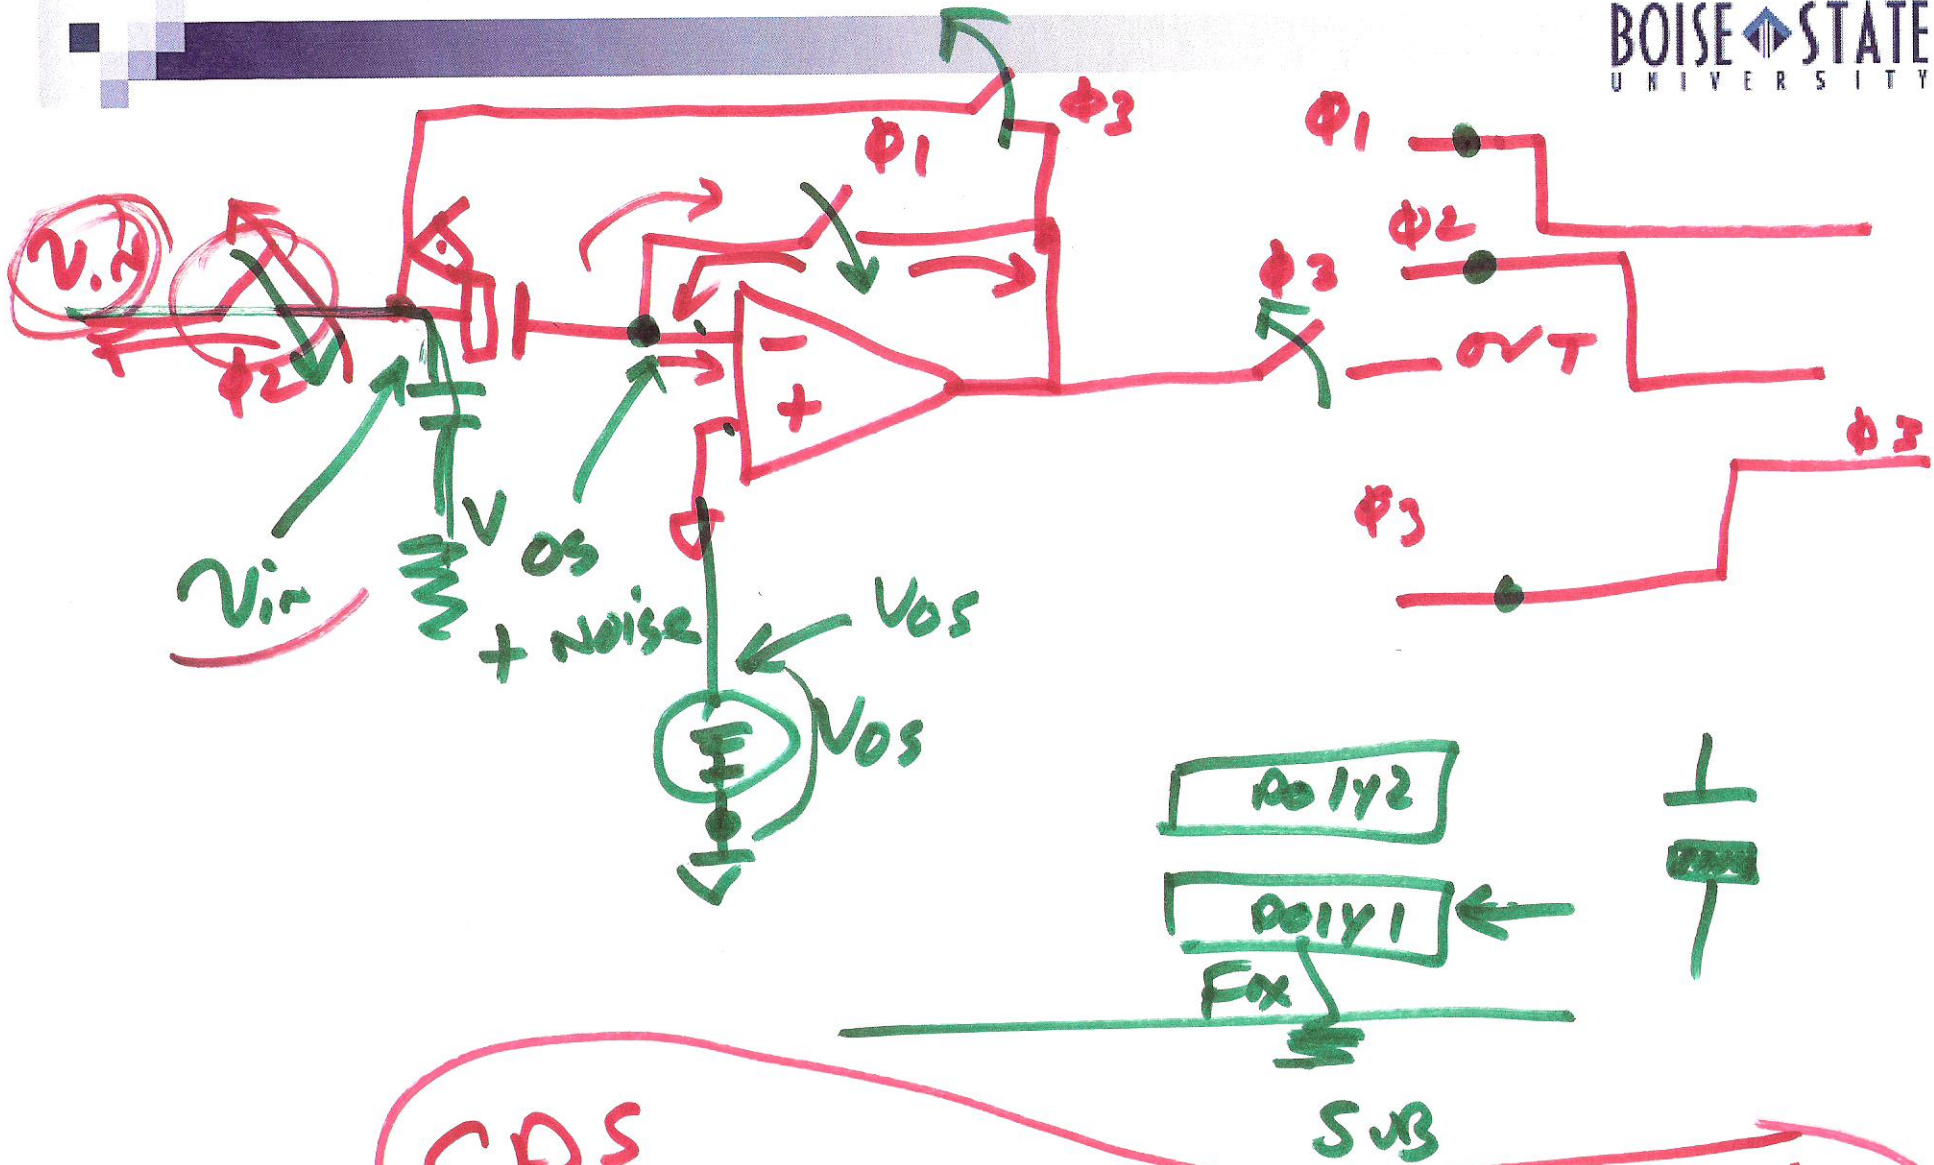 BOISE STATE
UNIVERSITY
Φ3
Φ1
Φ1
Vin
Φ2
Φ3
Φ2
OUT
-
+
Φ3
Φ3
Vin
VOS
+ NOISE
VOS
VOS
Poly2
Poly1
FOX
SUB
CDS